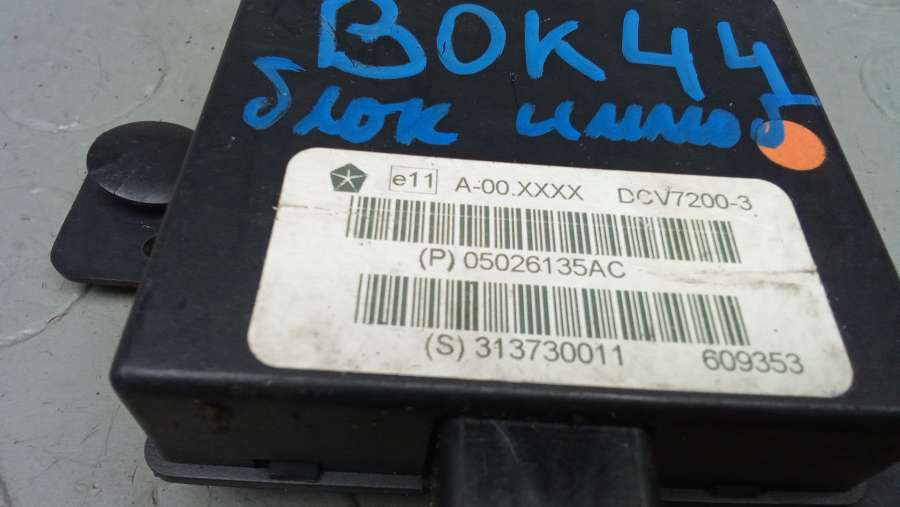 BOK44
блок иммоб
e11 A-00.XXXX DCV7200-3
(P) 05026135AC
(S) 313730011 609353